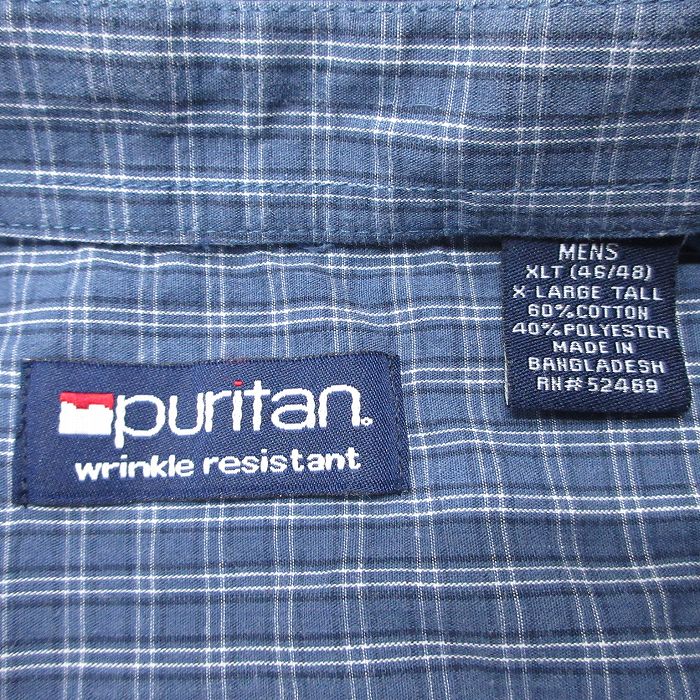 MENS
XLT (46/48)
X-LARGE TALL
60%COTTON
40%POLYESTER
MADE IN
BANGLADESH
RN#52469
puritan®
wrinkle resistant